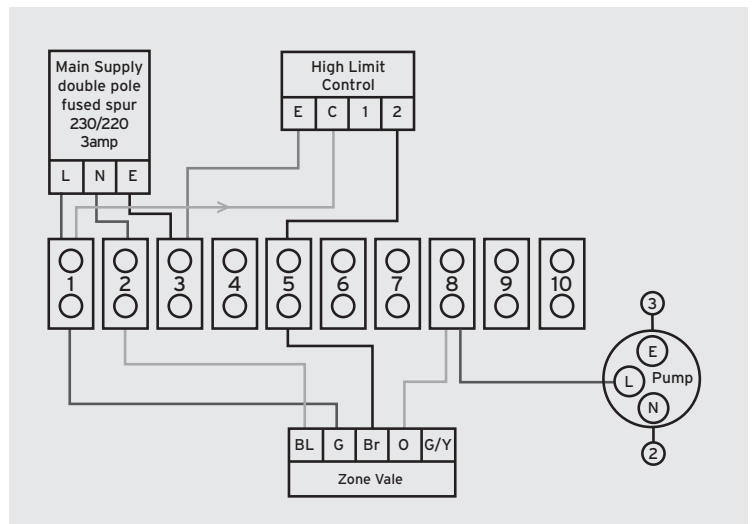 Main Supply
double pole
fused spur
230/220
3amp
L N E
High Limit
Control
E C 1 2
1 2 3 4 5 6 7 8 9 10
3
E
L Pump
N
2
BL G Br O G/Y
Zone Vale